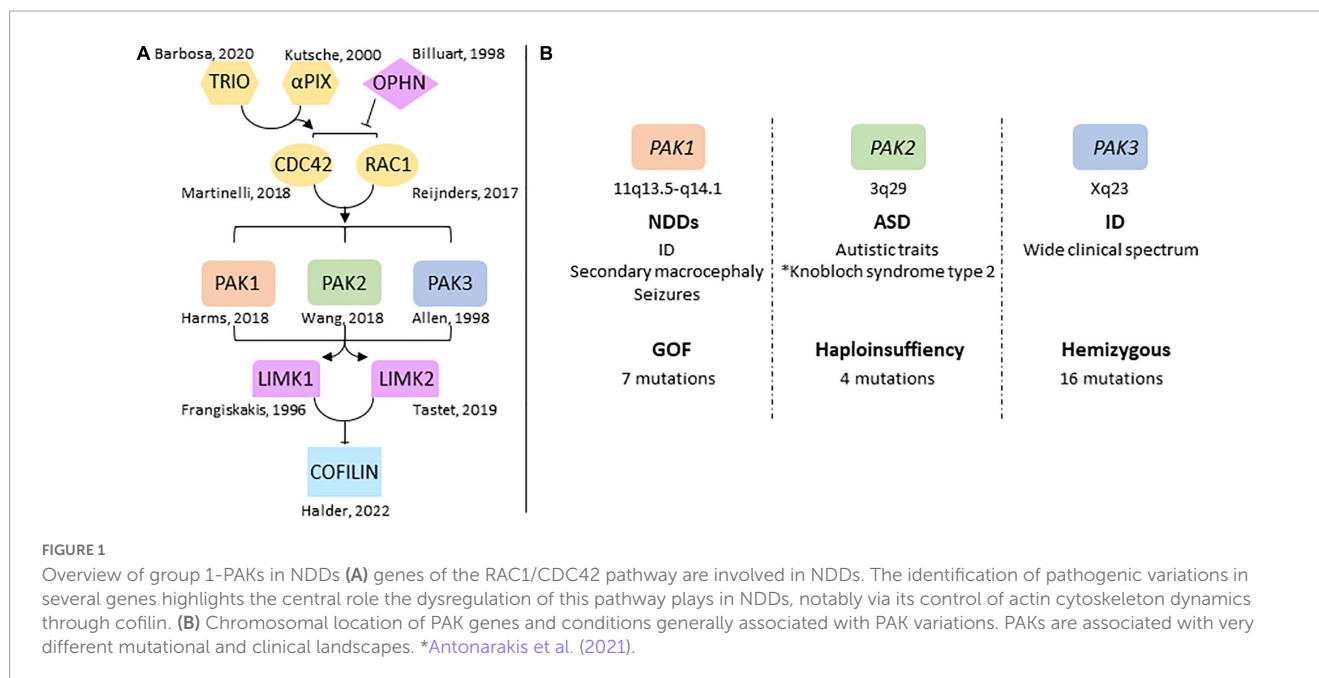 A
Barbosa, 2020
Kutsche, 2000
Billuart, 1998
TRIO
αPIX
OPHN
CDC42
RAC1
Martinelli, 2018
Reijnders, 2017
PAK1
PAK2
PAK3
Harms, 2018
Wang, 2018
Allen, 1998
LIMK1
LIMK2
Frangiskakis, 1996
Tastet, 2019
COFILIN
Halder, 2022
B
PAK1
11q13.5-q14.1
NDDs
ID
Secondary macrocephaly
Seizures
GOF
7 mutations
PAK2
3q29
ASD
Autistic traits
*Knobloch syndrome type 2
Haploinsuffiency
4 mutations
PAK3
Xq23
ID
Wide clinical spectrum
Hemizygous
16 mutations
FIGURE 1
Overview of group 1-PAKs in NDDs (A) genes of the RAC1/CDC42 pathway are involved in NDDs. The identification of pathogenic variations in
several genes highlights the central role the dysregulation of this pathway plays in NDDs, notably via its control of actin cytoskeleton dynamics
through cofilin. (B) Chromosomal location of PAK genes and conditions generally associated with PAK variations. PAKs are associated with very
different mutational and clinical landscapes. *Antonarakis et al. (2021).